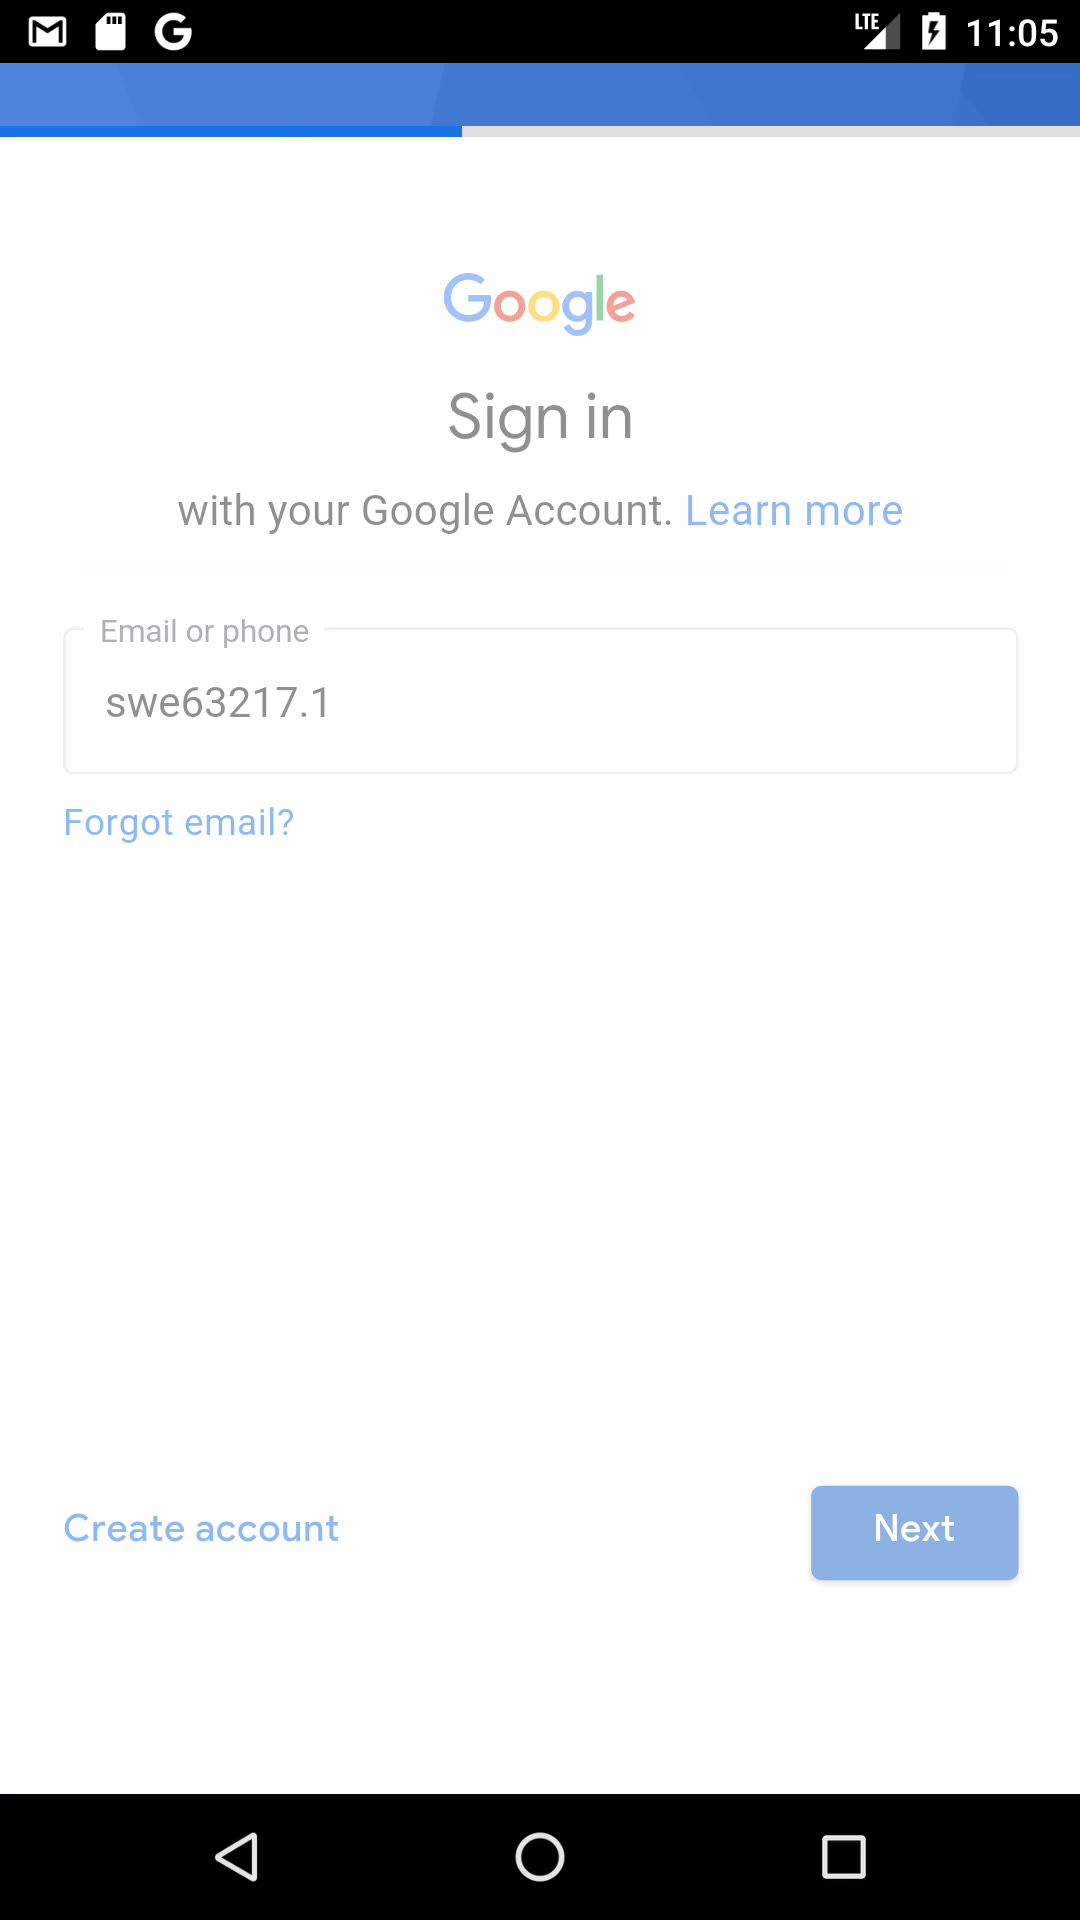 LTE 11:05
Google
Sign in
with your Google Account. Learn more
Email or phone
swe63217.1
Forgot email?
Create account
Next